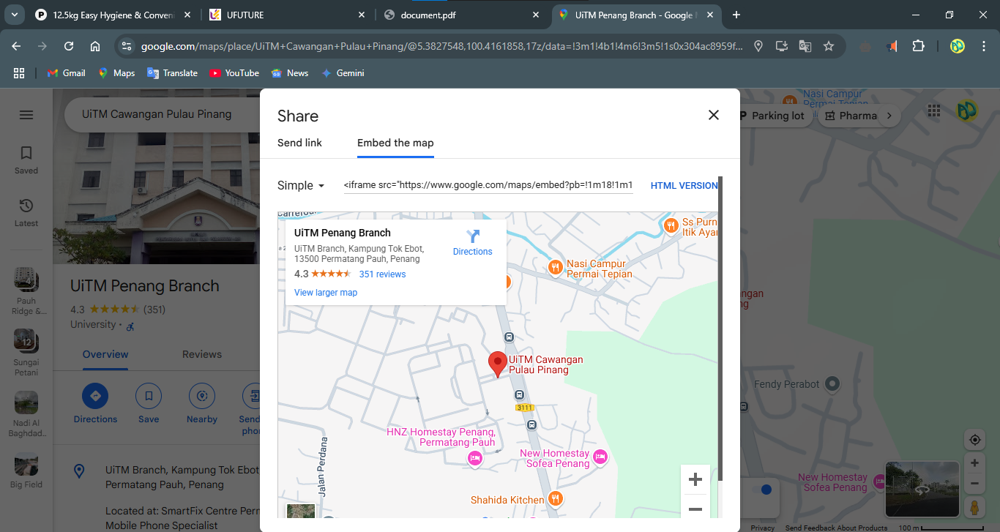 12.5kg Easy Hygiene & Conveni
UFUTURE
document.pdf
UiTM Penang Branch - Google M
google.com/maps/place/UiTM+Cawangan+Pulau+Pinang/@5.3827548,100.4161858,17z/data=!3m1!4b1!4m6!3m5!1s0x304ac8959f...
Gmail
Maps
Translate
YouTube
News
Gemini
UiTM Cawangan Pulau Pinang
Saved
Latest
Pauh
Ridge &...
12
Sungai
Petani
Nadi Al
Baghdad..
Big Field
UiTM Penang Branch
4.3 (351)
University ·
Overview
Reviews
Directions
Save
Nearby
Send
phon
UiTM Branch, Kampung Tok Ebot
Permatang Pauh, Penang
Located at: SmartFix Centre Perm
Mobile Phone Specialist
Share
Send link
Embed the map
Simple
<iframe src="https://www.google.com/maps/embed?pb=!1m18!1m1
HTML VERSION
UiTM Penang Branch
UiTM Branch, Kampung Tok Ebot,
13500 Permatang Pauh, Penang
4.3 351 reviews
View larger map
Directions
Ss Purn
Itik Ayam
Nasi Campur
Permai Tepian
UiTM Cawangan
Pulau Pinang
3111
HNZ Homestay Penang,
Permatang Pauh
New Homestay
Sofea Penang
Jalan Perdana
Shahida Kitchen
Nasi Campur
Permai Tepian
Parking lot
Pharma
Fendy Perabot
New Homestay
Sofea Penang
Privacy
Send Feedback
About Products
100 m